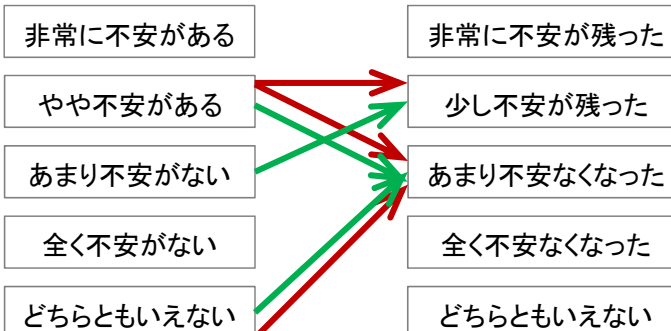 非常に不安がある
非常に不安が残った
やや不安がある
少し不安が残った
あまり不安がない
あまり不安なくなった
全く不安がない
全く不安なくなった
どちらともいえない
どちらともいえない